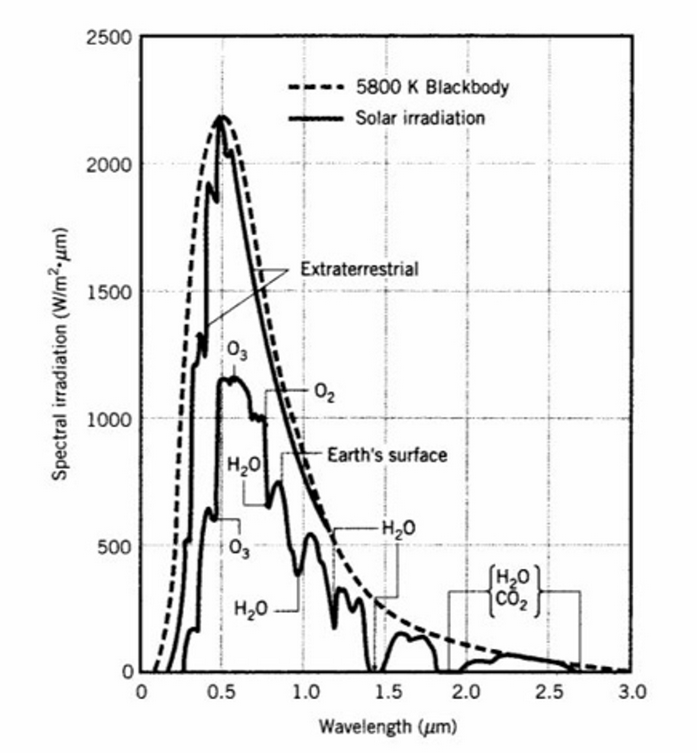 2500
5800 K Blackbody
Solar irradiation
2000
Extraterrestrial
1500
O₃
O₂
1000
H₂O
Earth's surface
H₂O
500
O₃
H₂O
CO₂
H₂O
0
0 0.5 1.0 1.5 2.0 2.5 3.0
Wavelength (μm)
Spectral irradiation (W/m²·μm)